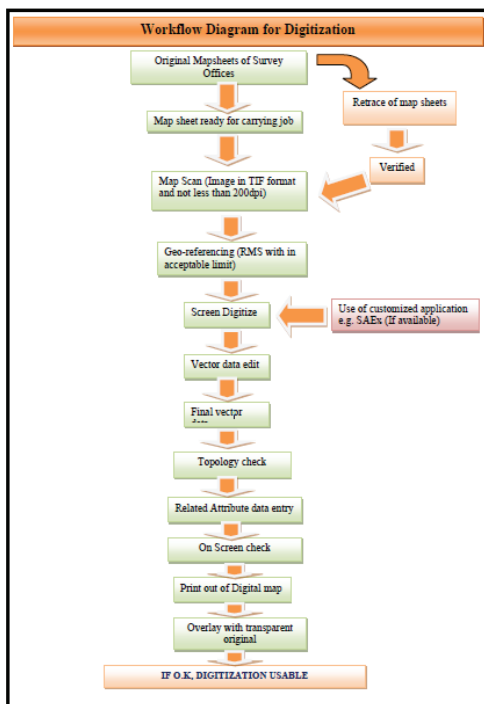 Workflow Diagram for Digitization
Original Mapsheets of Survey
Offices
Retrace of map sheets
Map sheet ready for carrying job
Verified
Map Scan (Image in TIF format
and not less than 200dpi)
Geo-referencing (RMS with in
acceptable limit)
Screen Digitize
Use of customized application
e.g. SAEx (If available)
Vector data edit
Final vectpr
Topology check
Related Attribute data entry
On Screen check
Print out of Digital map
Overlay with transparent
original
IF O.K, DIGITIZATION USABLE